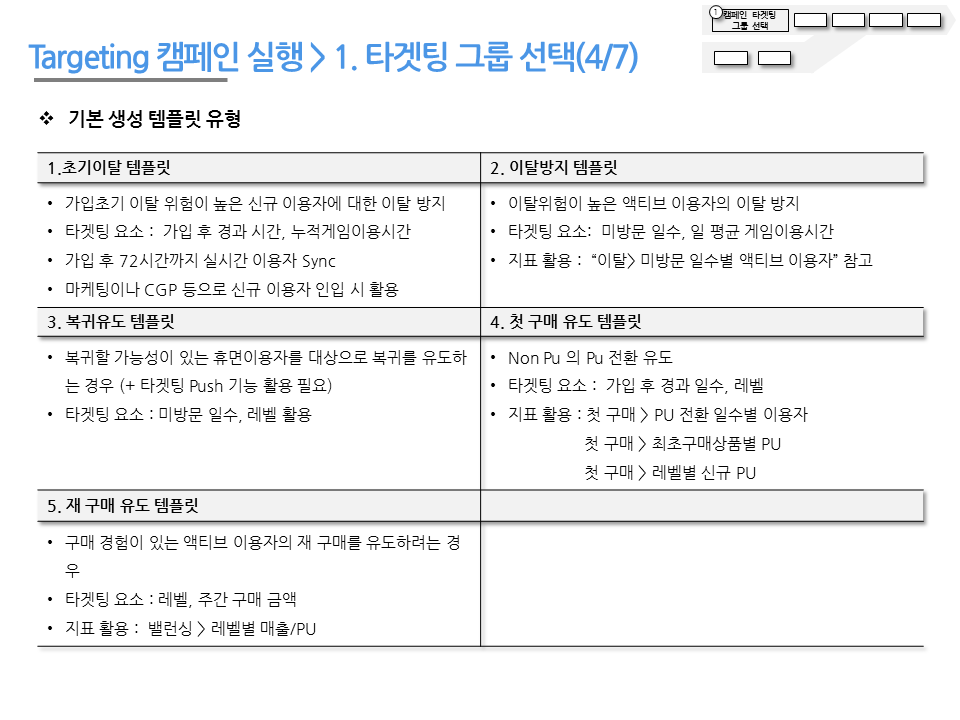 ① 캠페인 타겟팅
그룹 선택
Targeting 캠페인 실행 > 1. 타겟팅 그룹 선택(4/7)
❖ 기본 생성 템플릿 유형
1.초기이탈 템플릿
• 가입초기 이탈 위험이 높은 신규 이용자에 대한 이탈 방지
• 타겟팅 요소 : 가입 후 경과 시간, 누적게임이용시간
• 가입 후 72시간까지 실시간 이용자 Sync
• 마케팅이나 CGP 등으로 신규 이용자 인입 시 활용
2. 이탈방지 템플릿
• 이탈위험이 높은 액티브 이용자의 이탈 방지
• 타겟팅 요소: 미방문 일수, 일 평균 게임이용시간
• 지표 활용 : “이탈> 미방문 일수별 액티브 이용자” 참고
3. 복귀유도 템플릿
• 복귀할 가능성이 있는 휴면이용자를 대상으로 복귀를 유도하
는 경우 (+ 타겟팅 Push 기능 활용 필요)
• 타겟팅 요소 : 미방문 일수, 레벨 활용
4. 첫 구매 유도 템플릿
• Non Pu 의 Pu 전환 유도
• 타겟팅 요소 : 가입 후 경과 일수, 레벨
• 지표 활용 : 첫 구매 > PU 전환 일수별 이용자
첫 구매 > 최초구매상품별 PU
첫 구매 > 레벨별 신규 PU
5. 재 구매 유도 템플릿
• 구매 경험이 있는 액티브 이용자의 재 구매를 유도하려는 경
우
• 타겟팅 요소 : 레벨, 주간 구매 금액
• 지표 활용 : 밸런싱 > 레벨별 매출/PU